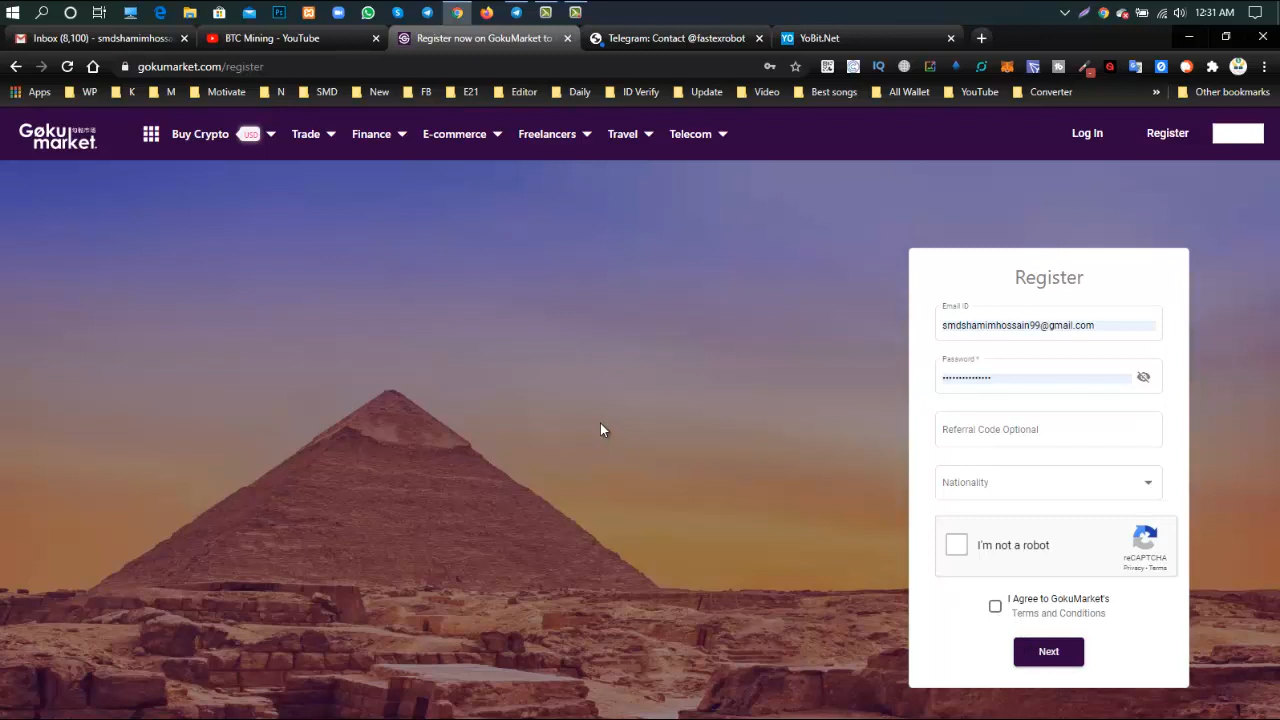 12:31 AM
Inbox (8,100) - smdshamimhoss
BTC Mining - YouTube
Register now on GokuMarket to
Telegram: Contact @fastexrobot
YoBit.Net
gokumarket.com/register
Apps
WP
K
M
Motivate
N
SMD
New
FB
E21
Editor
Daily
ID Verify
Update
Video
Best songs
All Wallet
YouTube
Converter
Other bookmarks
Gøku
market
Buy Crypto
USD
Trade
Finance
E-commerce
Freelancers
Travel
Telecom
Log In
Register
Register
Email ID
smdshamimhossain99@gmail.com
Password *
Referral Code Optional
Nationality
I'm not a robot
reCAPTCHA
Privacy - Terms
I Agree to GokuMarket's
Terms and Conditions
Next